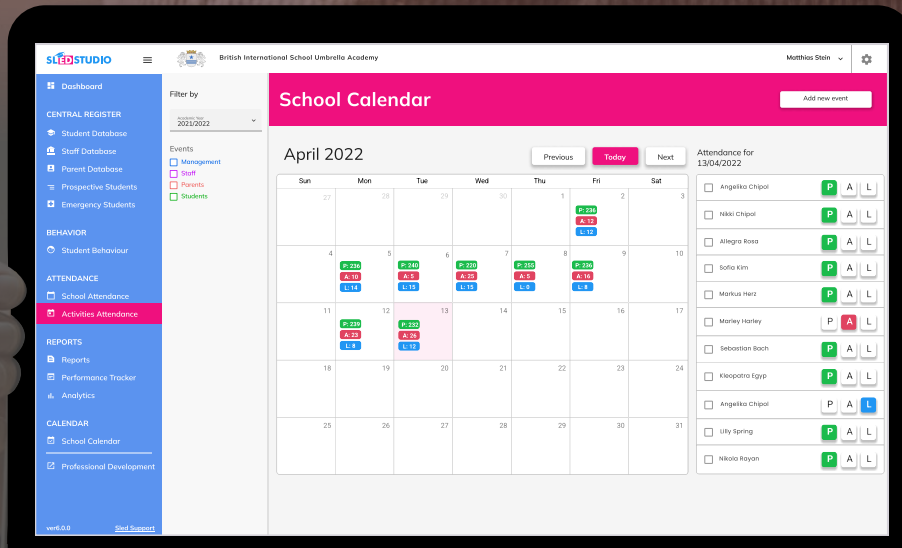 SLEDSTUDIO
British International School Umbrella Academy
Matthias Stein
Dashboard
CENTRAL REGISTER
Student Database
Staff Database
Parent Database
Prospective Students
Emergency Students
BEHAVIOR
Student Behaviour
ATTENDANCE
School Attendance
Activities Attendance
REPORTS
Reports
Performance Tracker
Analytics
CALENDAR
School Calendar
Professional Development
ver6.0.0 Sled Support
Filter by
Academic Year
2021/2022
Events
Management
Staff
Parents
Students
School Calendar
Add new event
April 2022
Previous Today Next
Sun Mon Tue Wed Thu Fri Sat
27 28 29 30 1 2 3
P: 236
A: 12
L: 12
4 5 6 7 8 9 10
P: 236 P: 240 P: 220 P: 255 P: 236
A: 10 A: 5 A: 25 A: 5 A: 16
L: 14 L: 15 L: 15 L: 0 L: 8
11 12 13 14 15 16 17
P: 239 P: 232
A: 23 A: 26
L: 8 L: 12
18 19 20 21 22 23 24
25 26 27 28 29 30 31
Attendance for
13/04/2022
Angelika Chipol P A L
Nikki Chipol P A L
Allegra Rosa P A L
Sofia Kim P A L
Markus Herz P A L
Marley Harley P A L
Sebastian Bach P A L
Kleopatra Egyp P A L
Angelika Chipol P A L
Lilly Spring P A L
Nikola Rayan P A L